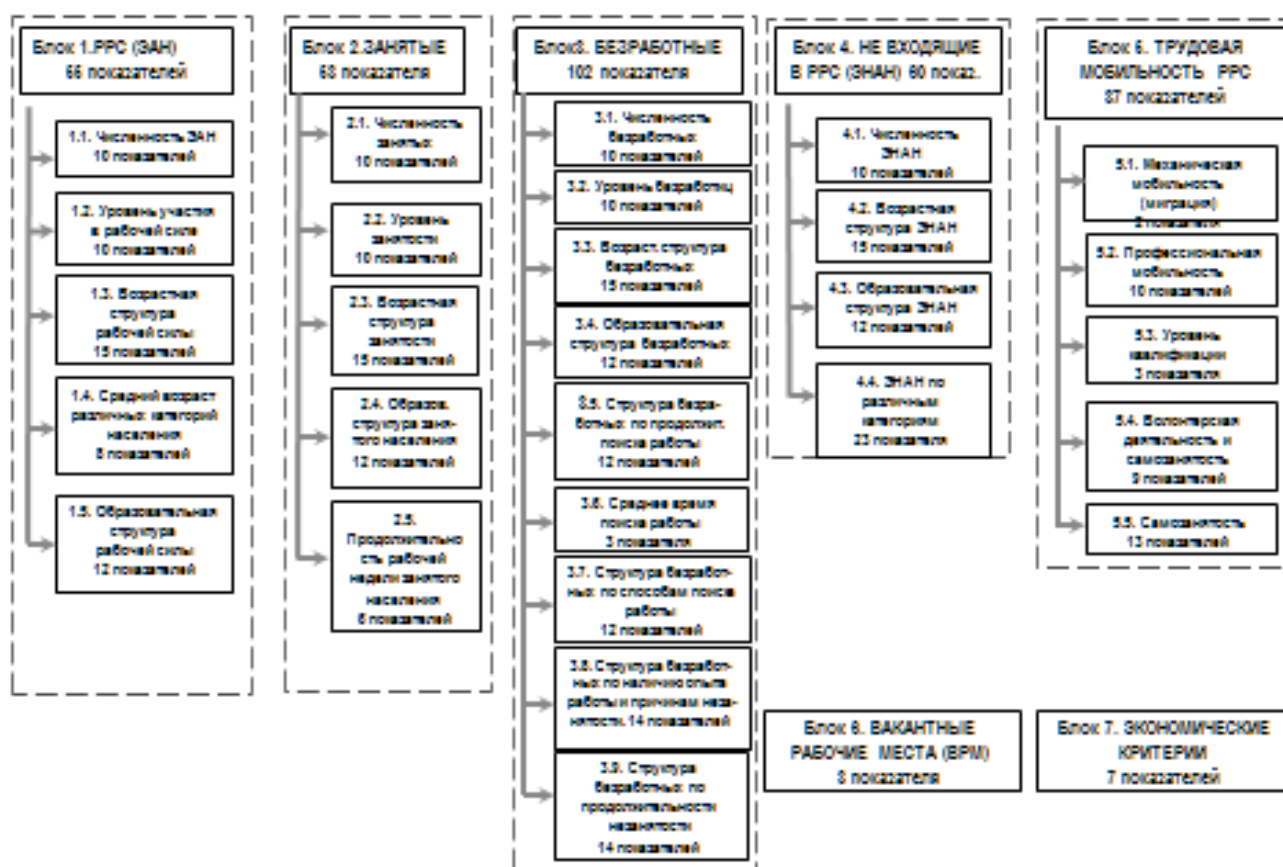 Блок 1.РРС (ЭАН)
55 показателей
1.1. Численность ЭАН
10 показателей
1.2. Уровень участия
в рабочей силе
10 показателей
1.3. Возрастная
структура
рабочей силы
15 показателей
1.4. Средний возраст
различных категорий
населения
8 показателей
1.5. Образовательная
структура
рабочей силы
12 показателей
Блок 2.ЗАНЯТЫЕ
53 показателя
2.1. Численность
занятых
10 показателей
2.2. Уровень
занятости
10 показателей
2.3. Возрастная
структура
занятости
15 показателей
2.4. Образов.
структура заня-
того населения
12 показателей
2.5.
Продолжительно
сть рабочей
недели занятого
населения
6 показателей
Блок3. БЕЗРАБОТНЫЕ
102 показателя
3.1. Численность
безработных
10 показателей
3.2. Уровень безработиц
10 показателей
3.3. Возраст. структура
безработных
15 показателей
3.4. Образовательная
структура безработных
12 показателей
3.5. Структура безра-
ботных по продолжит.
поиска работы
12 показателей
3.6. Среднее время
поиска работы
3 показателя
3.7. Структура безработ-
ных по способам поиска
работы
12 показателей
3.8. Структура безработ-
ных по наличию опыта
работы и причинам неза-
нятости. 14 показателей
3.9. Структура
безработных по
продолжительности
незанятости
14 показателей
Блок 4. НЕ ВХОДЯЩИЕ
В РРС (ЭНАН) 60 показ.
4.1. Численность
ЭНАН
10 показателей
4.2. Возрастная
структура ЭНАН
15 показателей
4.3. Образовательная
структура ЭНАН
12 показателей
4.4. ЭНАН по
различным
категориям
23 показателя
Блок 5. ТРУДОВАЯ
МОБИЛЬНОСТЬ РРС
37 показателей
5.1. Механическая
мобильность
(миграция)
2 показателя
5.2. Профессиональная
мобильность
10 показателей
5.3. Уровень
квалификации
3 показателя
5.4. Волонтерская
деятельность и
самозанятость
9 показателей
5.5. Самозанятость
13 показателей
Блок 6. ВАКАНТНЫЕ
РАБОЧИЕ МЕСТА (ВРМ)
3 показателя
Блок 7. ЭКОНОМИЧЕСКИЕ
КРИТЕРИИ
7 показателей